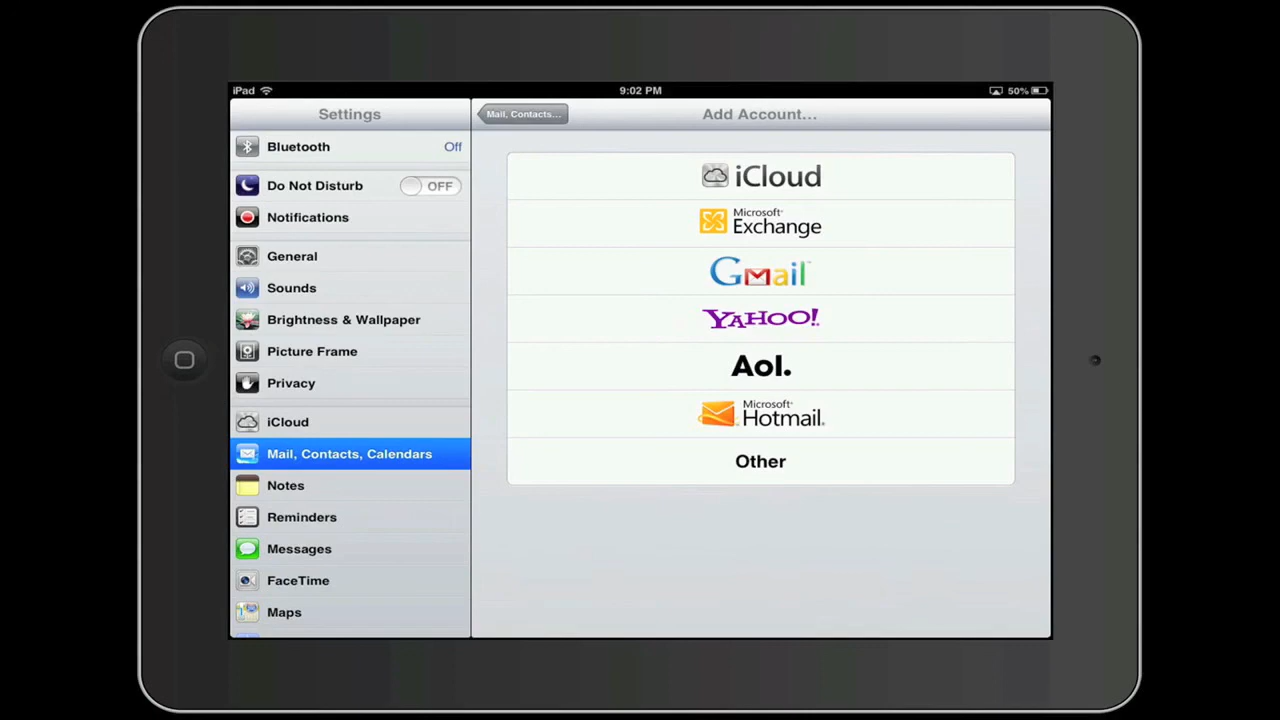 iPad 9:02 PM 50%
Settings
Mail, Contacts...
Add Account...
Bluetooth Off
Do Not Disturb OFF
Notifications
General
Sounds
Brightness & Wallpaper
Picture Frame
Privacy
iCloud
Mail, Contacts, Calendars
Notes
Reminders
Messages
FaceTime
Maps
iCloud
Microsoft
Exchange
Gmail
YAHOO!
Aol.
Microsoft
Hotmail
Other